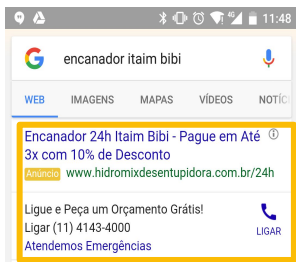 4G 11:48
encanador itaim bibi
WEB IMAGENS MAPAS VÍDEOS NOTÍC
Encanador 24h Itaim Bibi - Pague em Até
3x com 10% de Desconto
Anúncio www.hidromixdesentupidora.com.br/24h
Ligue e Peça um Orçamento Grátis!
Ligar (11) 4143-4000
LIGAR
Atendemos Emergências